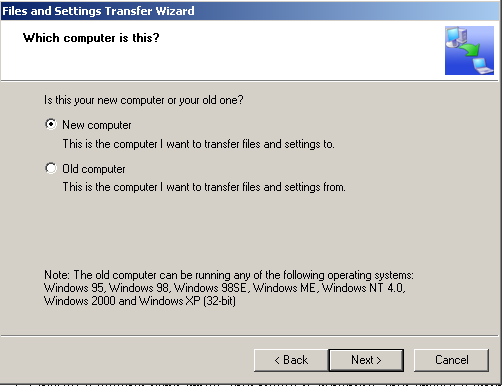 Files and Settings Transfer Wizard
Which computer is this?
Is this your new computer or your old one?
New computer
This is the computer I want to transfer files and settings to.
Old computer
This is the computer I want to transfer files and settings from.
Note: The old computer can be running any of the following operating systems:
Windows 95, Windows 98, Windows 98SE, Windows ME, Windows NT 4.0,
Windows 2000 and Windows XP (32-bit)
< Back
Next >
Cancel